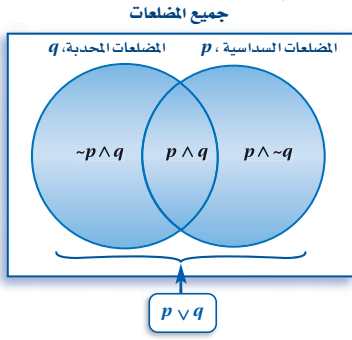 جميع المضلعات
المضلعات السداسية ، p
المضلعات المحدبة، q
~p ∧ q
p ∧ q
p ∧ ~q
p ∨ q